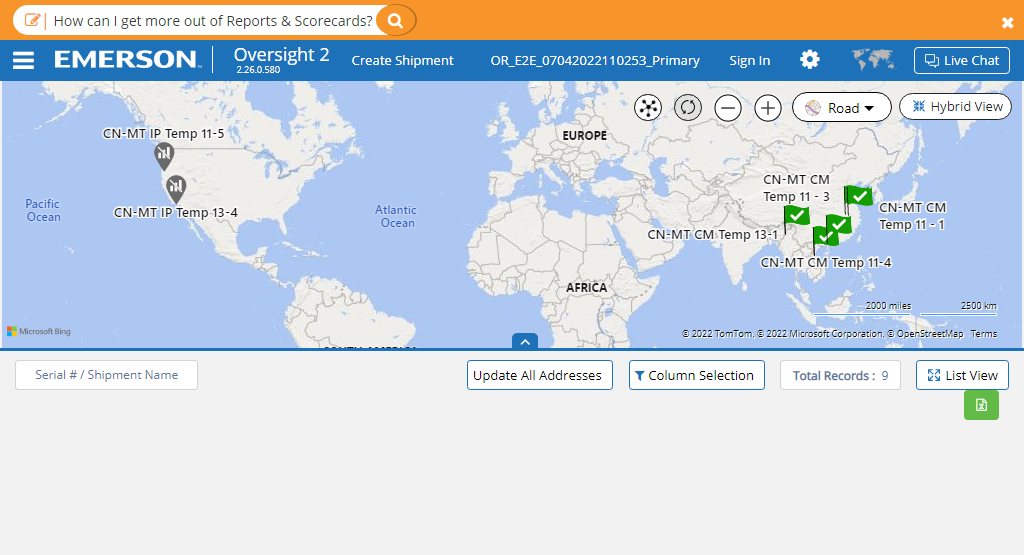 How can I get more out of Reports & Scorecards?
EMERSON
Oversight 2
2.26.0.580
Create Shipment
OR_E2E_07042022110253_Primary
Sign In
Live Chat
Road
Hybrid View
CN-MT IP Temp 11-5
EUROPE
CN-MT CM
Temp 11 - 3
CN-MT IP Temp 13-4
Pacific
Ocean
Atlantic
Ocean
CN-MT CM
Temp 11 - 1
CN-MT CM Temp 13-1
CN-MT CM Temp 11-4
AFRICA
2000 miles
2500 km
Microsoft Bing
© 2022 TomTom, © 2022 Microsoft Corporation, © OpenStreetMap Terms
Serial # / Shipment Name
Update All Addresses
Column Selection
Total Records : 9
List View